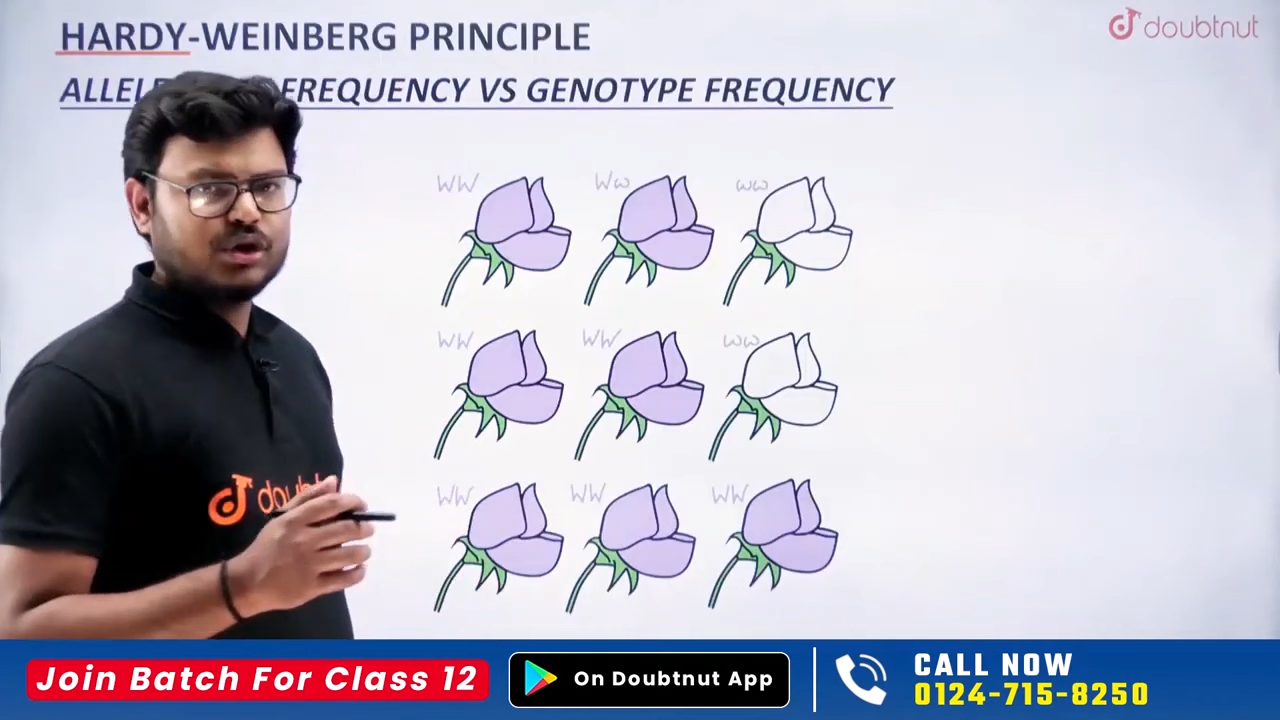 HARDY-WEINBERG PRINCIPLE
doubtnut
FREQUENCY VS GENOTYPE FREQUENCY
WW Ww ww
WW WW ww
WW WW WW
Join Batch For Class 12
On Doubtnut App
CALL NOW
0124-715-8250